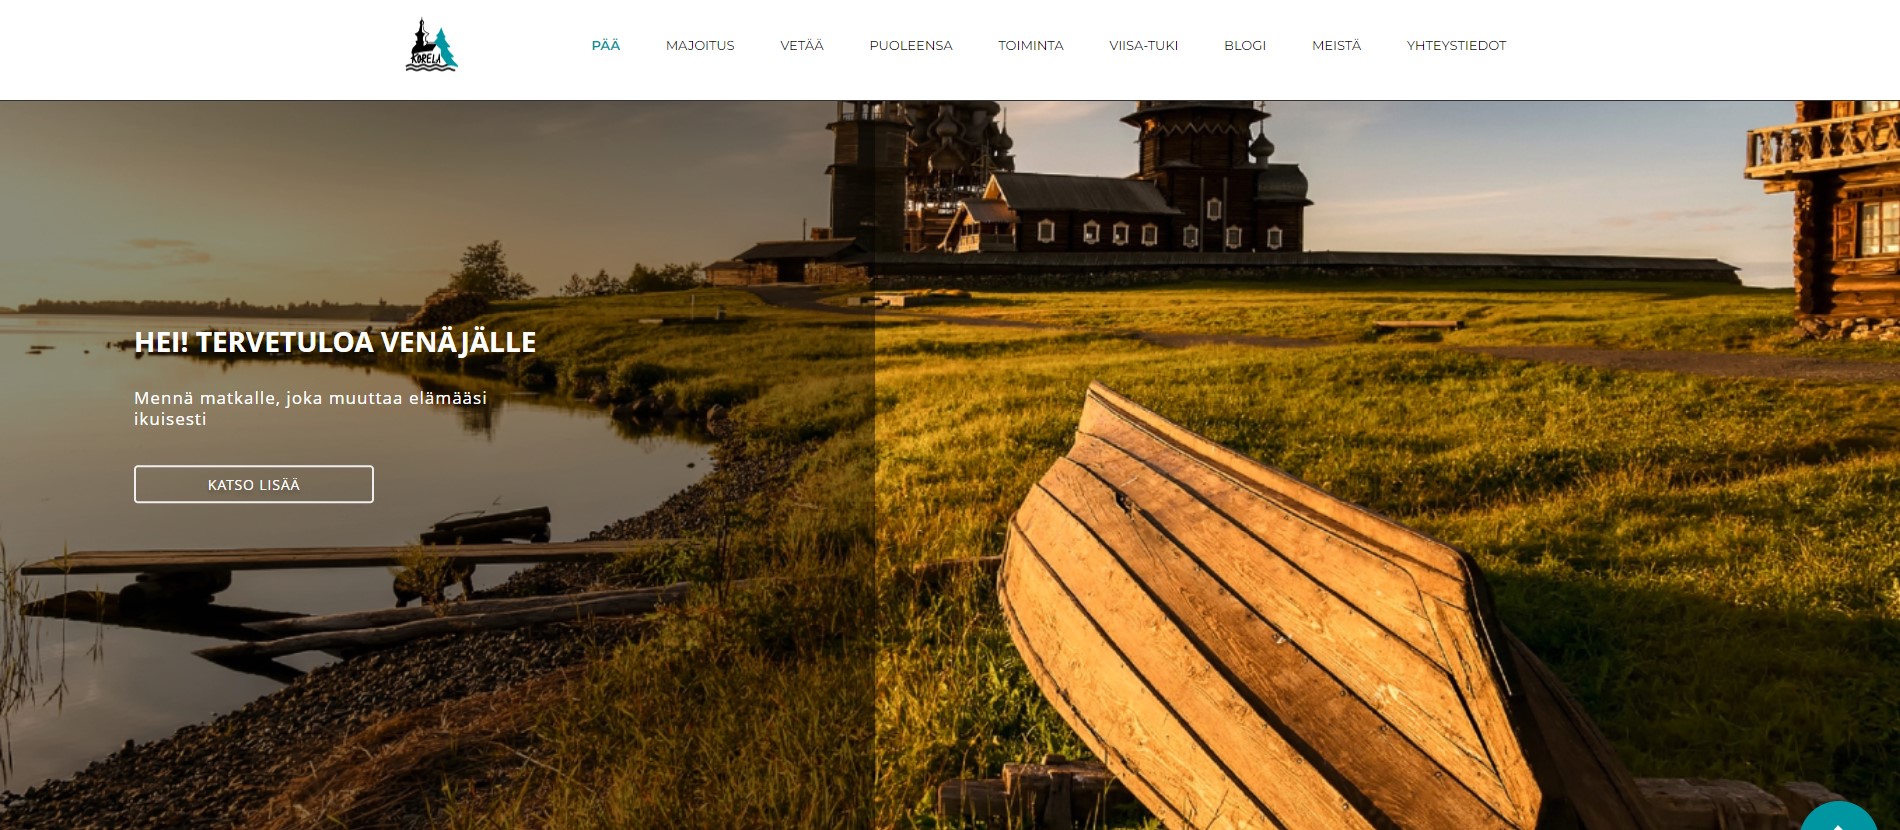 KORELA
PÄÄ MAJOITUS VETÄÄ PUOLEENSA TOIMINTA VIISA-TUKI BLOGI MEISTÄ YHTEYSTIEDOT
HEI! TERVETULOA VENÄJÄLLE
Mennä matkalle, joka muuttaa elämääsi
ikuisesti
KATSO LISÄÄ